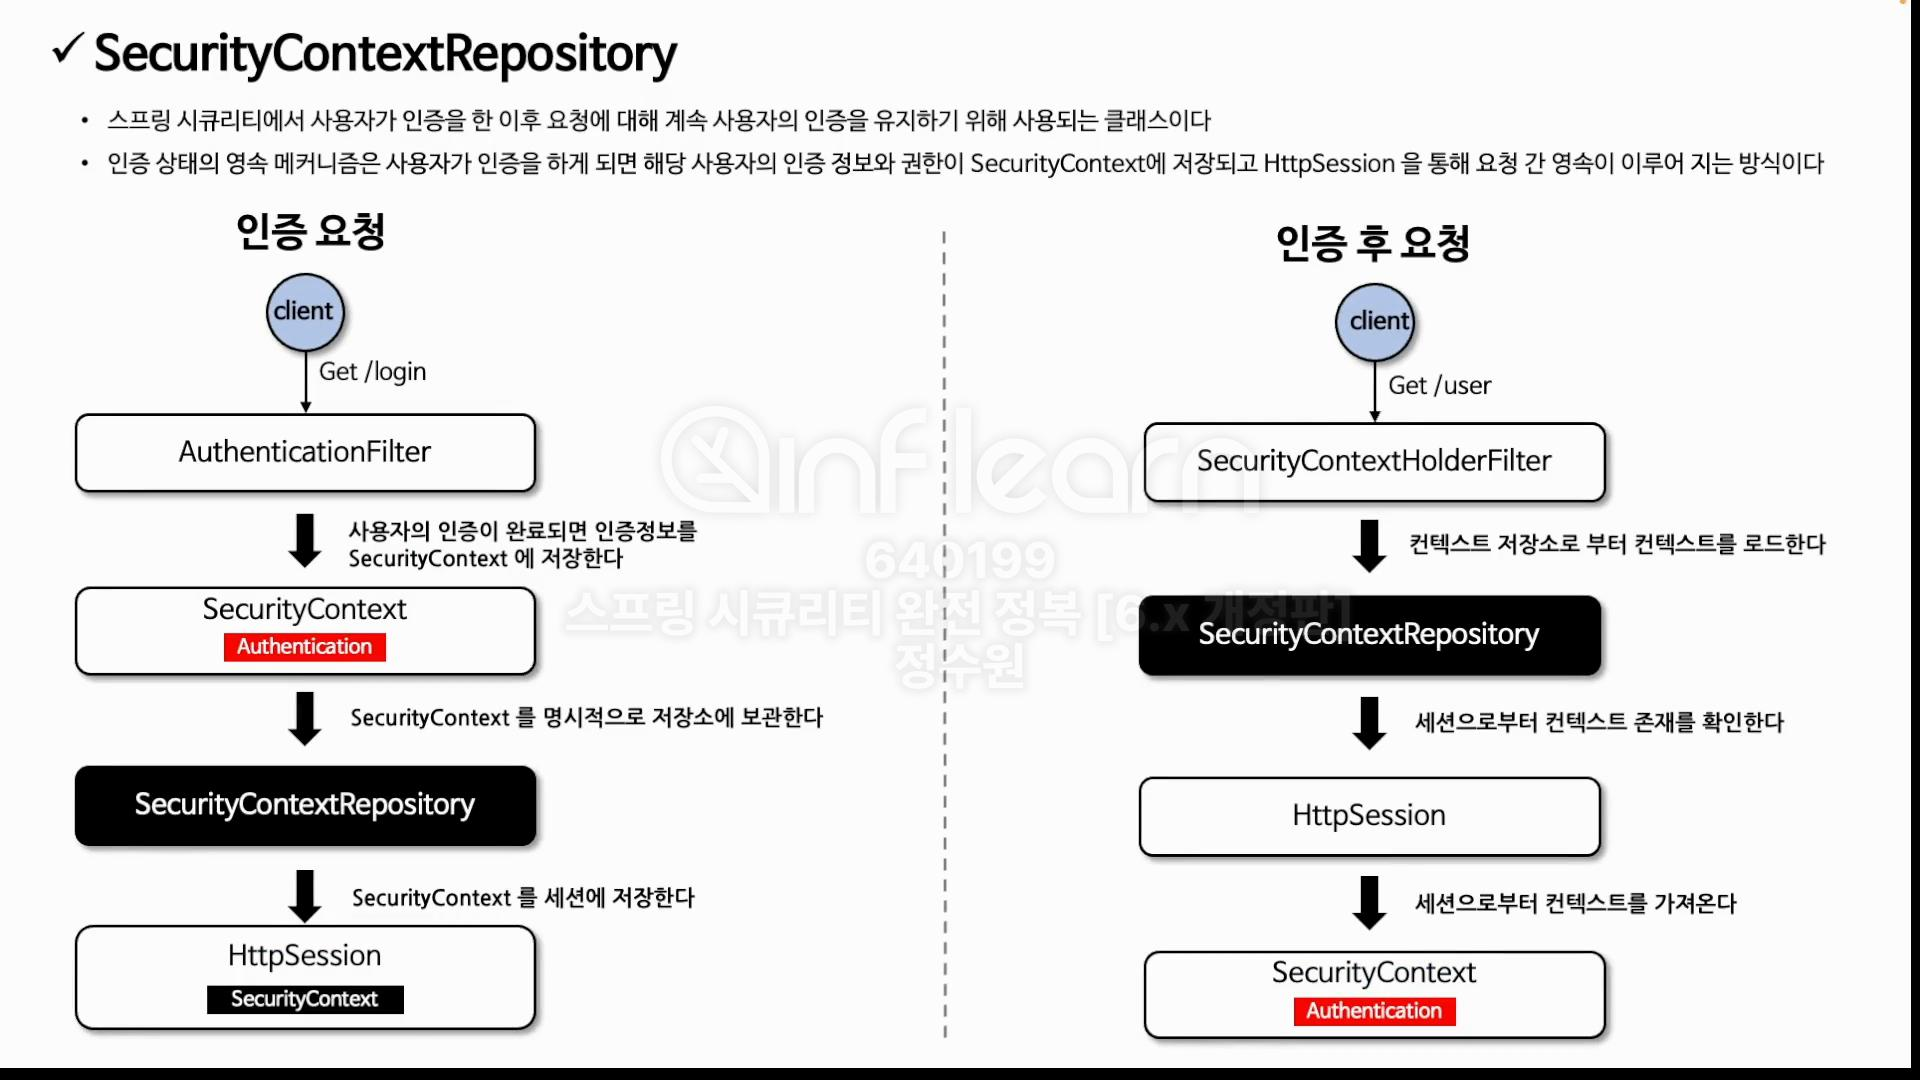 ✓ SecurityContextRepository
• 스프링 시큐리티에서 사용자가 인증을 한 이후 요청에 대해 계속 사용자의 인증을 유지하기 위해 사용되는 클래스이다
• 인증 상태의 영속 메커니즘은 사용자가 인증을 하게 되면 해당 사용자의 인증 정보와 권한이 SecurityContext에 저장되고 HttpSession 을 통해 요청 간 영속이 이루어 지는 방식이다
인증 요청
client
Get /login
AuthenticationFilter
사용자의 인증이 완료되면 인증정보를
SecurityContext 에 저장한다
SecurityContext
Authentication
SecurityContext 를 명시적으로 저장소에 보관한다
SecurityContextRepository
SecurityContext 를 세션에 저장한다
HttpSession
SecurityContext
인증 후 요청
client
Get /user
SecurityContextHolderFilter
컨텍스트 저장소로 부터 컨텍스트를 로드한다
SecurityContextRepository
세션으로부터 컨텍스트 존재를 확인한다
HttpSession
세션으로부터 컨텍스트를 가져온다
SecurityContext
Authentication
inflearn
640199
스프링 시큐리티 완전 정복 [6.x 개정판]
정수원